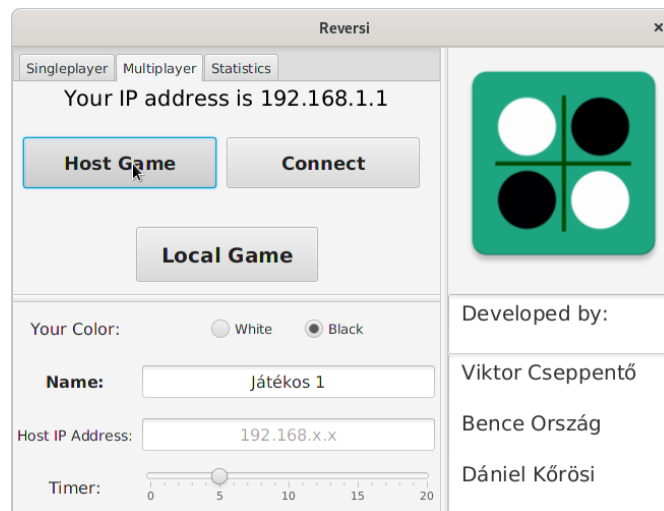 Reversi
×
Singleplayer Multiplayer Statistics
Your IP address is 192.168.1.1
Host Game Connect
Local Game
Your Color: White Black
Name: Játékos 1
Host IP Address: 192.168.x.x
Timer:
0 5 10 15 20
Developed by:
Viktor Cseppentő
Bence Ország
Dániel Kőrösi